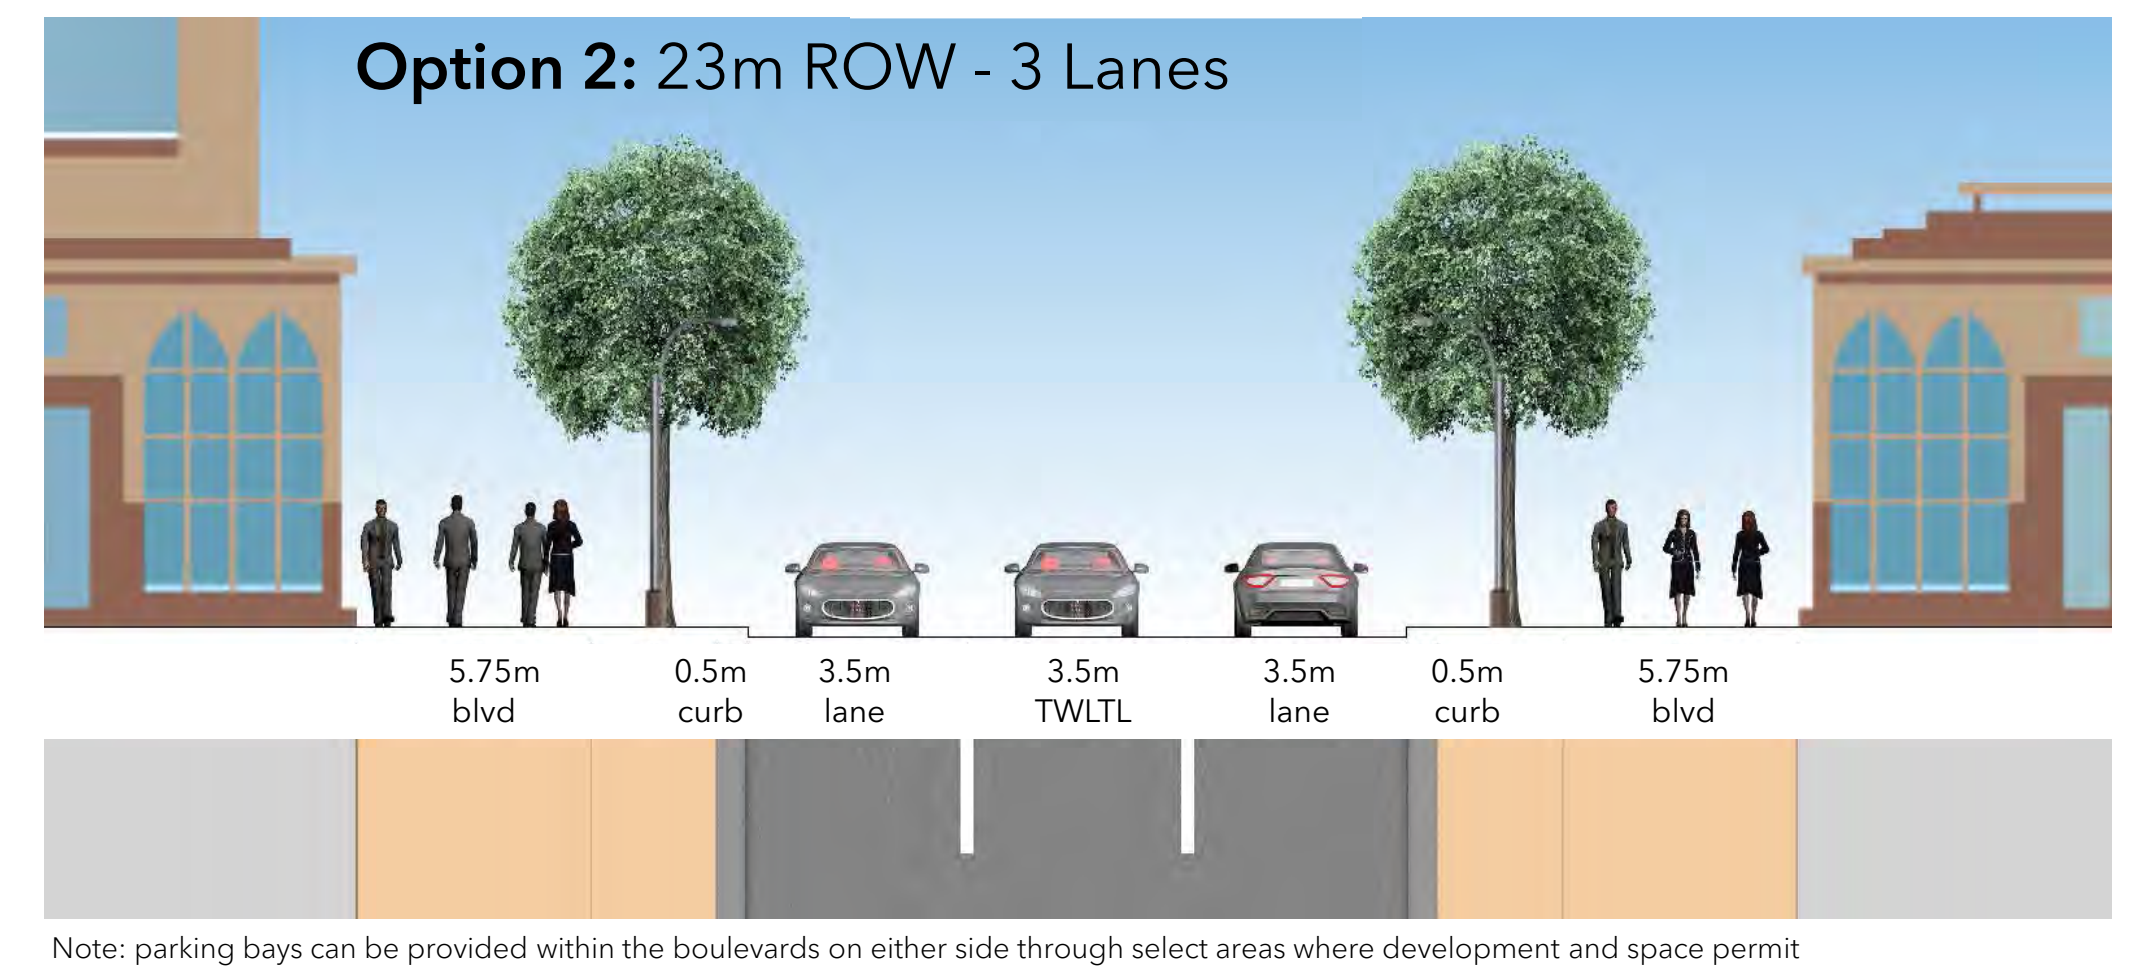 Option 2: 23m ROW - 3 Lanes
5.75m 0.5m 3.5m 3.5m 3.5m 0.5m 5.75m
blvd curb lane TWLTL lane curb blvd
Note: parking bays can be provided within the boulevards on either side through select areas where development and space permit